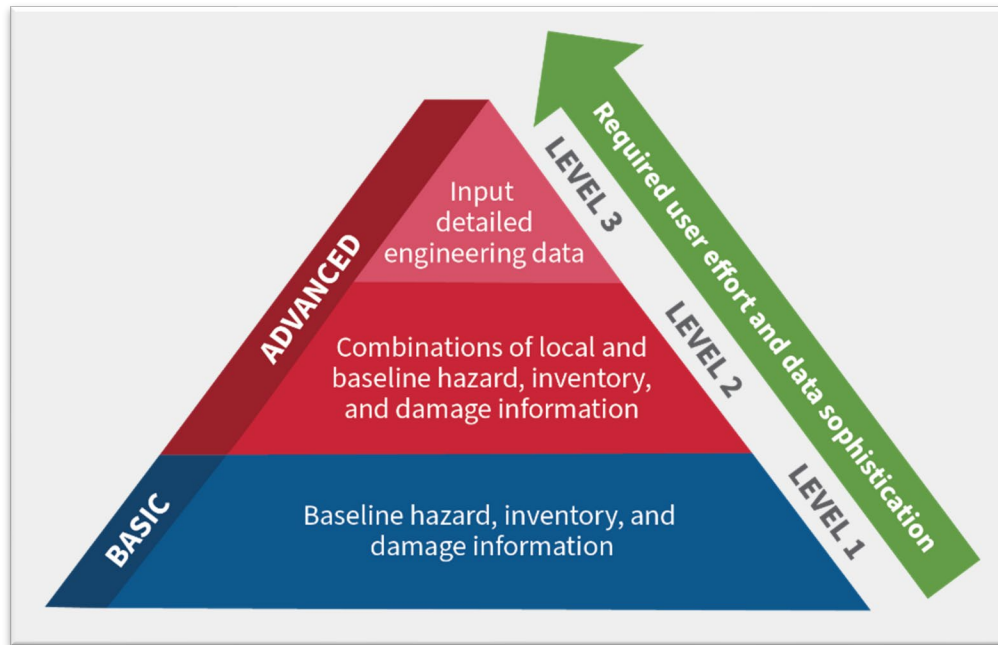 Input
detailed
engineering data
Combinations of local and
baseline hazard, inventory,
and damage information
Baseline hazard, inventory, and
damage information
ADVANCED
BASIC
LEVEL 3
LEVEL 2
LEVEL 1
Required user effort and data sophistication